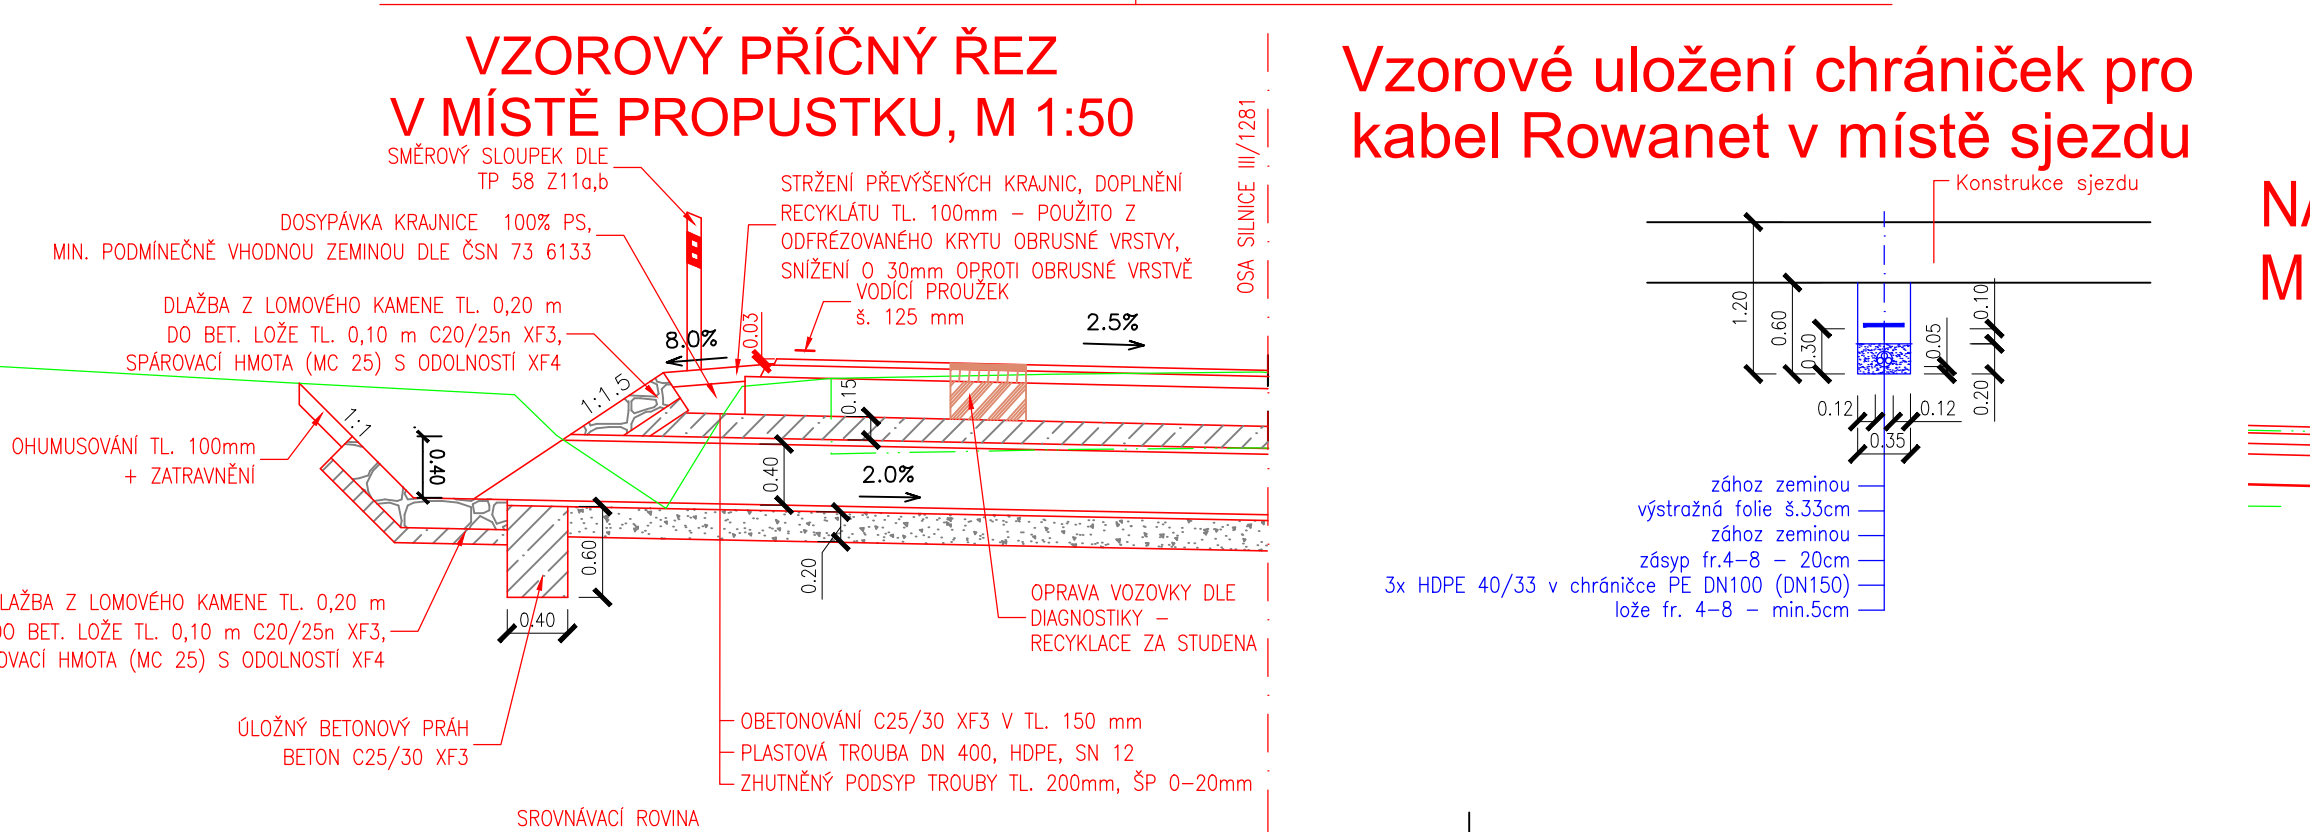 VZOROVÝ PŘÍČNÝ ŘEZ
V MÍSTĚ PROPUSTKU, M 1:50
SMĚROVÝ SLOUPEK DLE
TP 58 Z11a,b
DOSYPÁVKA KRAJNICE 100% PS,
MIN. PODMÍNEČNĚ VHODNOU ZEMINOU DLE ČSN 73 6133
DLAŽBA Z LOMOVÉHO KAMENE TL. 0,20 m
DO BET. LOŽE TL. 0,10 m C20/25n XF3,
SPÁROVACÍ HMOTA (MC 25) S ODOLNOSTÍ XF4
STRŽENÍ PŘEVÝŠENÝCH KRAJNIC, DOPLNĚNÍ
RECYKLÁTU TL. 100mm – POUŽITO Z
ODFRÉZOVANÉHO KRYTU OBRUSNÉ VRSTVY,
SNÍŽENÍ O 30mm OPROTI OBRUSNÉ VRSTVĚ
VODÍCÍ PROUŽEK
š. 125 mm
OSA SILNICE III/1281
8.0%
0.03
2.5%
1:1.5
1:1
0.15
0.40
0.40
2.0%
0.60
0.20
0.40
OHUMUSOVÁNÍ TL. 100mm
+ ZATRAVNĚNÍ
LAŽBA Z LOMOVÉHO KAMENE TL. 0,20 m
DO BET. LOŽE TL. 0,10 m C20/25n XF3,
OVACÍ HMOTA (MC 25) S ODOLNOSTÍ XF4
ÚLOŽNÝ BETONOVÝ PRÁH
BETON C25/30 XF3
OPRAVA VOZOVKY DLE
DIAGNOSTIKY –
RECYKLACE ZA STUDENA
OBETONOVÁNÍ C25/30 XF3 V TL. 150 mm
PLASTOVÁ TROUBA DN 400, HDPE, SN 12
ZHUTNĚNÝ PODSYP TROUBY TL. 200mm, ŠP 0–20mm
SROVNÁVACÍ ROVINA
Vzorové uložení chrániček pro
kabel Rowanet v místě sjezdu
Konstrukce sjezdu
1.20
0.60
0.30
0.10
0.05
0.20
0.12
0.12
0.35
zához zeminou
výstražná folie š.33cm
zához zeminou
zásyp fr.4–8 – 20cm
3x HDPE 40/33 v chráničce PE DN100 (DN150)
lože fr. 4–8 – min.5cm
NA
M